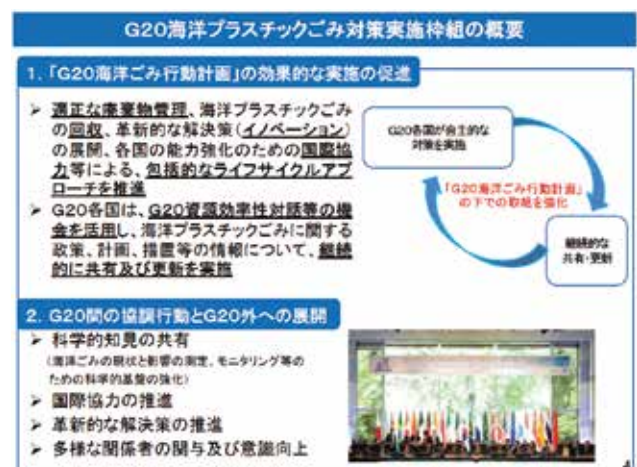 G20海洋プラスチックごみ対策実施枠組の概要
1.「G20海洋ごみ行動計画」の効果的な実施の促進
➢ 適正な廃棄物管理、海洋プラスチックごみ
の回収、革新的な解決策(イノベーション)
の展開、各国の能力強化のための国際協
力等による、包括的なライフサイクルアプ
ローチを推進
➢ G20各国は、G20資源効率性対話等の機
会を活用し、海洋プラスチックごみに関する
政策、計画、措置等の情報について、継続
的に共有及び更新を実施
G20各国が自主的な
対策を実施
「G20海洋ごみ行動計画」
の下での取組を強化
継続的な
共有・更新
2. G20間の協調行動とG20外への展開
➢ 科学的知見の共有
(海洋ごみの現状と影響の測定、モニタリング等の
ための科学的基盤の強化)
➢ 国際協力の推進
➢ 革新的な解決策の推進
➢ 多様な関係者の関与及び意識向上